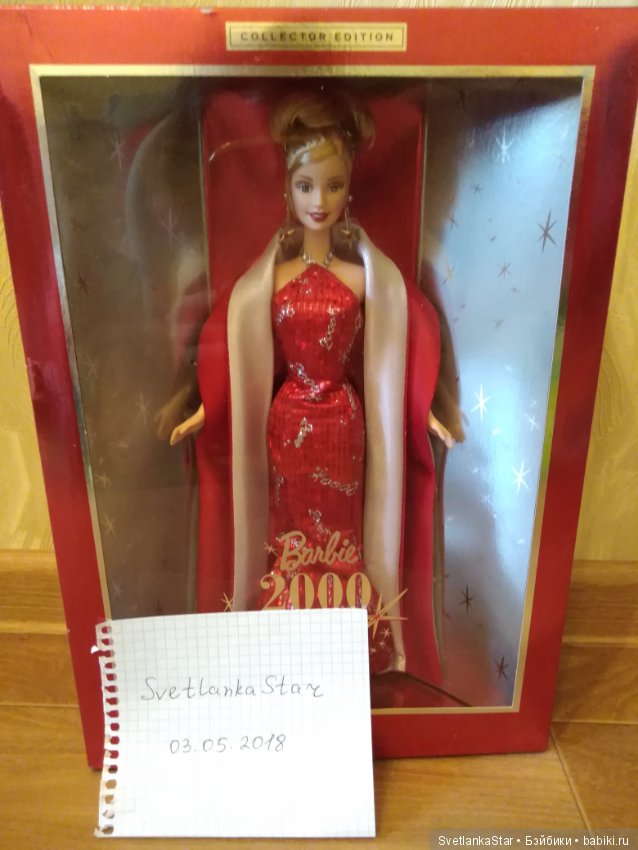 COLLECTOR EDITION
Barbie
2000
SvetlankaStar
03.05.2018
SvetlankaStar • Бэйбики • babiki.ru